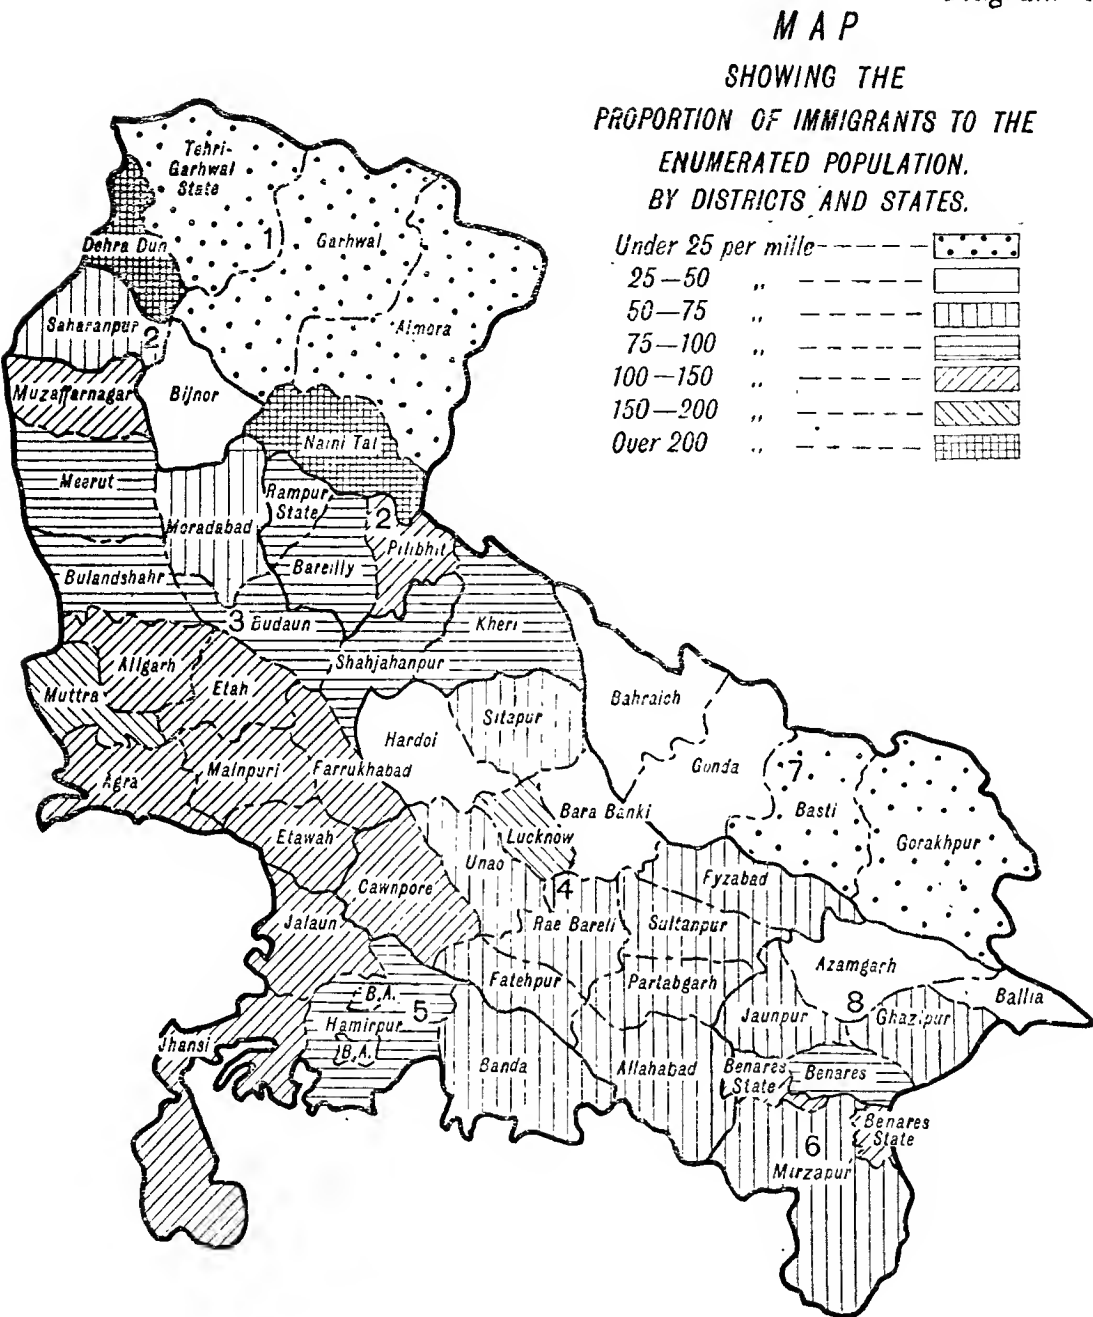 MAP
SHOWING THE
PROPORTION OF IMMIGRANTS TO THE
ENUMERATED POPULATION.
BY DISTRICTS AND STATES.
Under 25 per mille
25–50 „
50–75 „
75–100 „
100–150 „
150–200 „
Over 200 „
Tehri-
Garhwal
State
1
Garhwal
Dehra Dun
Almora
Saharanpur
2
Muzaffarnagar
Bijnor
Naini Tal
Meerut
Moradabad
Rampur
State
2
Pilibhit
Bareilly
Bulandshahr
3
Budaun
Kheri
Shahjahanpur
Aligarh
Etah
Muttra
Bahraich
Sitapur
Hardoi
Gonda
7
Agra
Mainpuri
Farrukhabad
Basti
Bara Banki
Gorakhpur
Etawah
Lucknow
Unao
Fyzabad
Cawnpore
4
Jalaun
Rae Bareli
Sultanpur
Azamgarh
Fatehpur
Partabgarh
Ballia
B.A.
8
5
Hamirpur
Jaunpur
Ghazipur
Jhansi
B.A.
Banda
Allahabad
Benares
State
Benares
Benares
State
6
Mirzapur